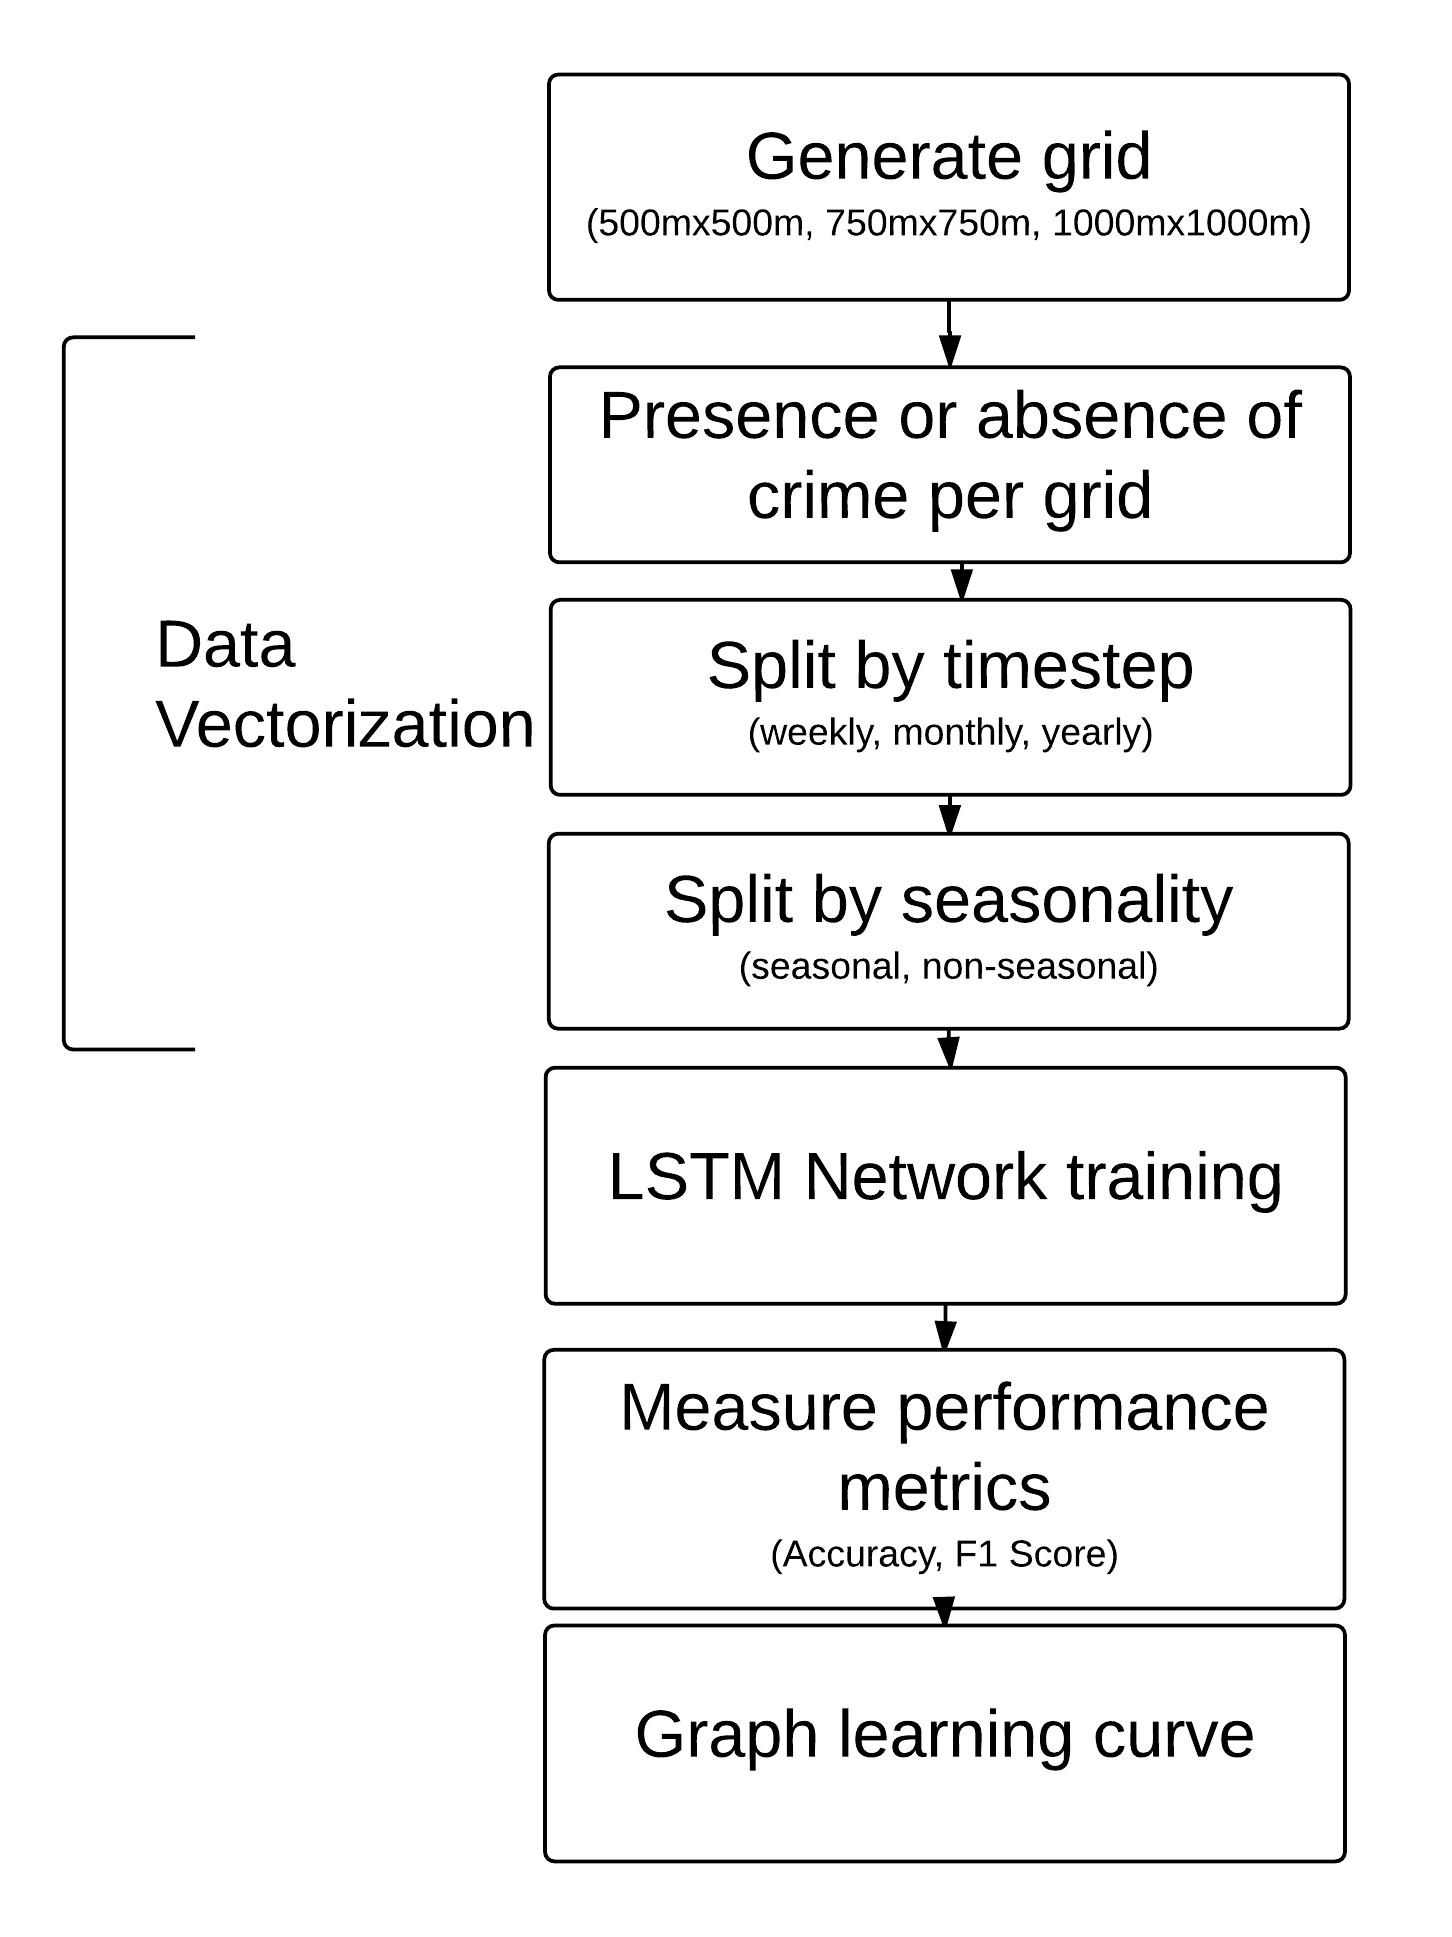 Generate grid
(500mx500m, 750mx750m, 1000mx1000m)
Presence or absence of
crime per grid
Data
Vectorization
Split by timestep
(weekly, monthly, yearly)
Split by seasonality
(seasonal, non-seasonal)
LSTM Network training
Measure performance
metrics
(Accuracy, F1 Score)
Graph learning curve